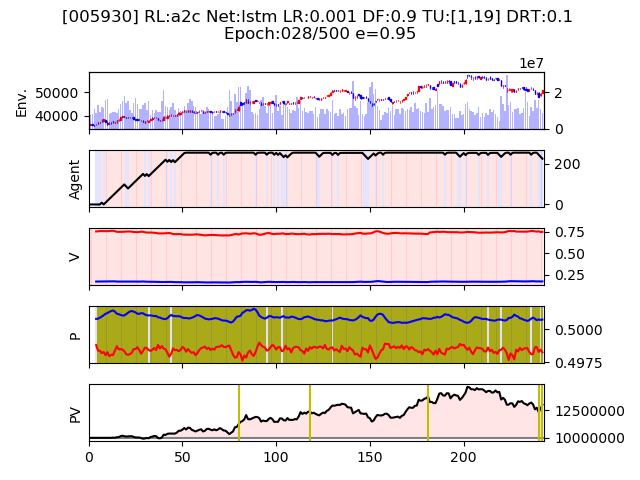 [005930] RL:a2c Net:lstm LR:0.001 DF:0.9 TU:[1,19] DRT:0.1
Epoch:028/500 e=0.95
1e7
Env.
50000
40000
2
0
Agent
200
0
V
0.75
0.50
0.25
P
0.5000
0.4975
PV
12500000
10000000
0 50 100 150 200